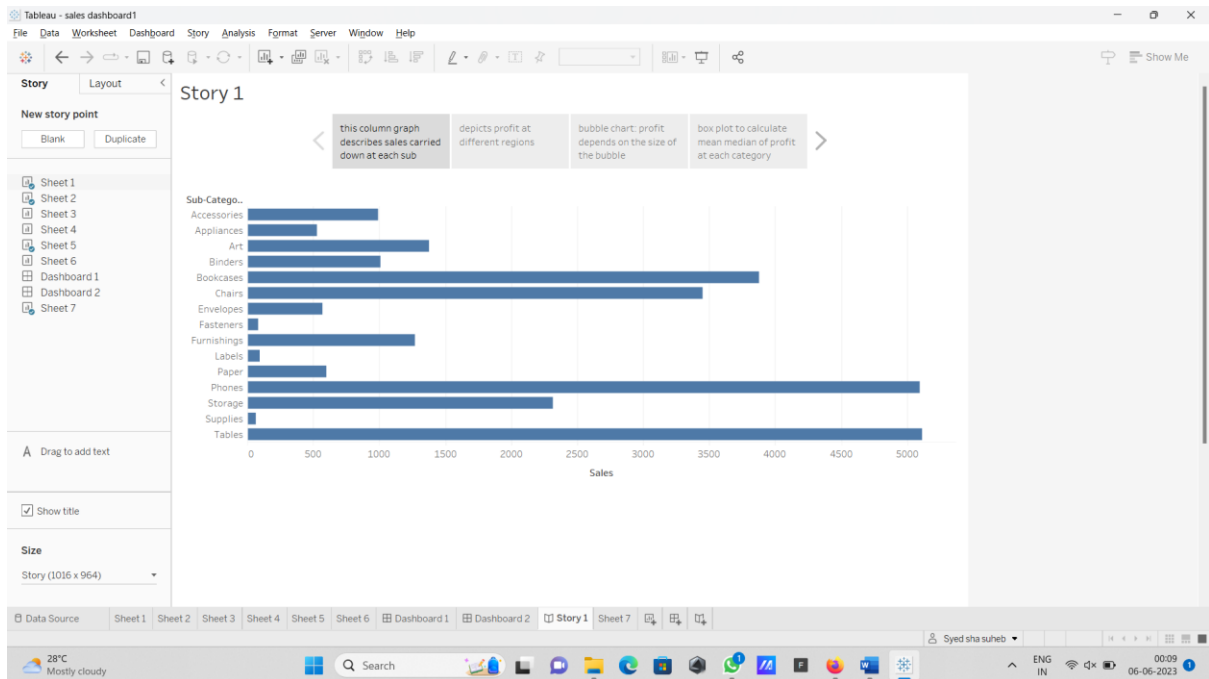 Tableau - sales dashboard1
File Data Worksheet Dashboard Story Analysis Format Server Window Help
Show Me
Story Layout
New story point
Blank Duplicate
Sheet 1
Sheet 2
Sheet 3
Sheet 4
Sheet 5
Sheet 6
Dashboard 1
Dashboard 2
Sheet 7
A Drag to add text
Show title
Size
Story (1016 x 964)
Story 1
this column graph
describes sales carried
down at each sub
depicts profit at
different regions
bubble chart: profit
depends on the size of
the bubble
box plot to calculate
mean median of profit
at each category
Sub-Catego..
Accessories
Appliances
Art
Binders
Bookcases
Chairs
Envelopes
Fasteners
Furnishings
Labels
Paper
Phones
Storage
Supplies
Tables
0 500 1000 1500 2000 2500 3000 3500 4000 4500 5000
Sales
Data Source Sheet 1 Sheet 2 Sheet 3 Sheet 4 Sheet 5 Sheet 6 Dashboard 1 Dashboard 2 Story 1 Sheet 7
Syed sha suheb
28°C
Mostly cloudy
Search
ENG
IN
00:09
06-06-2023
1